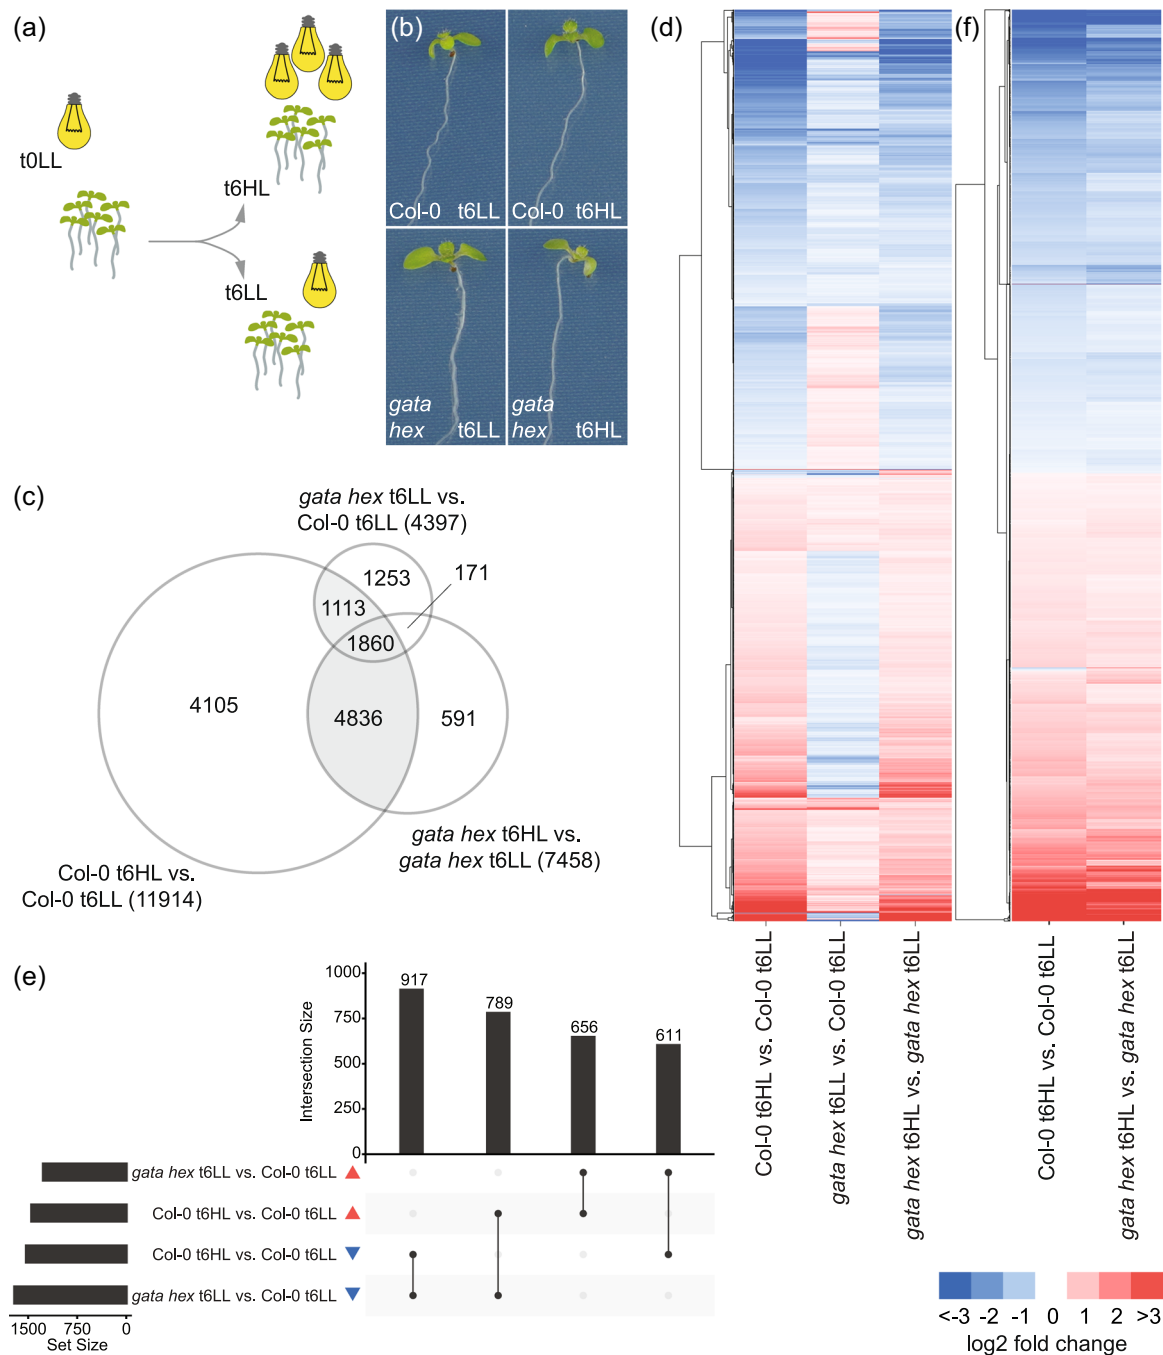 (a)
t0LL
t6HL
t6LL
(b)
Col-0 t6LL
Col-0 t6HL
gata
hex t6LL
gata
hex t6HL
(c)
gata hex t6LL vs.
Col-0 t6LL (4397)
1253
171
1113
1860
4105
4836
591
gata hex t6HL vs.
gata hex t6LL (7458)
Col-0 t6HL vs.
Col-0 t6LL (11914)
(d)
Col-0 t6HL vs. Col-0 t6LL
gata hex t6LL vs. Col-0 t6LL
gata hex t6HL vs. gata hex t6LL
(f)
Col-0 t6HL vs. Col-0 t6LL
gata hex t6HL vs. gata hex t6LL
(e)
Intersection Size
1000
750
500
250
0
917
789
656
611
gata hex t6LL vs. Col-0 t6LL
Col-0 t6HL vs. Col-0 t6LL
Col-0 t6HL vs. Col-0 t6LL
gata hex t6LL vs. Col-0 t6LL
1500 750 0
Set Size
<-3 -2 -1 0 1 2 >3
log2 fold change